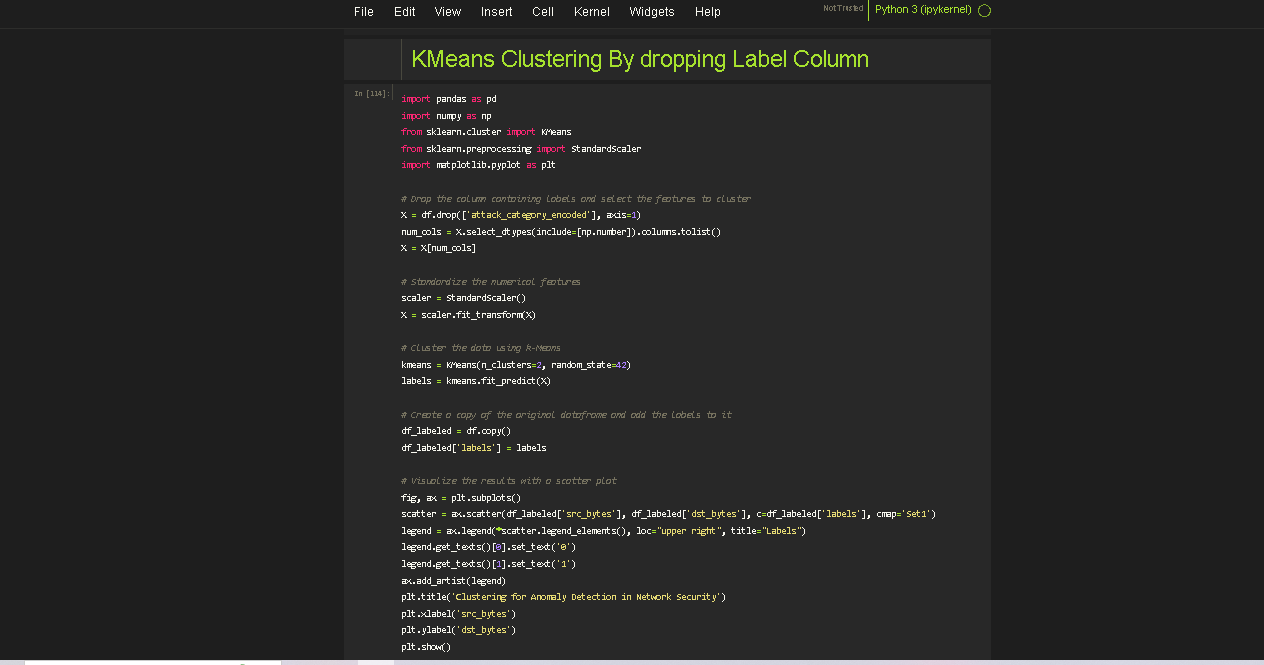 File Edit View Insert Cell Kernel Widgets Help Not Trusted Python 3 (ipykernel)
KMeans Clustering By dropping Label Column
In [114]:
import pandas as pd
import numpy as np
from sklearn.cluster import KMeans
from sklearn.preprocessing import StandardScaler
import matplotlib.pyplot as plt
# Drop the column containing labels and select the features to cluster
X = df.drop(['attack_category_encoded'], axis=1)
num_cols = X.select_dtypes(include=[np.number]).columns.tolist()
X = X[num_cols]
# Standardize the numerical features
scaler = StandardScaler()
X = scaler.fit_transform(X)
# Cluster the data using k-Means
kmeans = KMeans(n_clusters=2, random_state=42)
labels = kmeans.fit_predict(X)
# Create a copy of the original dataframe and add the labels to it
df_labeled = df.copy()
df_labeled['labels'] = labels
# Visualize the results with a scatter plot
fig, ax = plt.subplots()
scatter = ax.scatter(df_labeled['src_bytes'], df_labeled['dst_bytes'], c=df_labeled['labels'], cmap='Set1')
legend = ax.legend(*scatter.legend_elements(), loc="upper right", title="Labels")
legend.get_texts()[0].set_text('0')
legend.get_texts()[1].set_text('1')
ax.add_artist(legend)
plt.title('Clustering for Anomaly Detection in Network Security')
plt.xlabel('src_bytes')
plt.ylabel('dst_bytes')
plt.show()